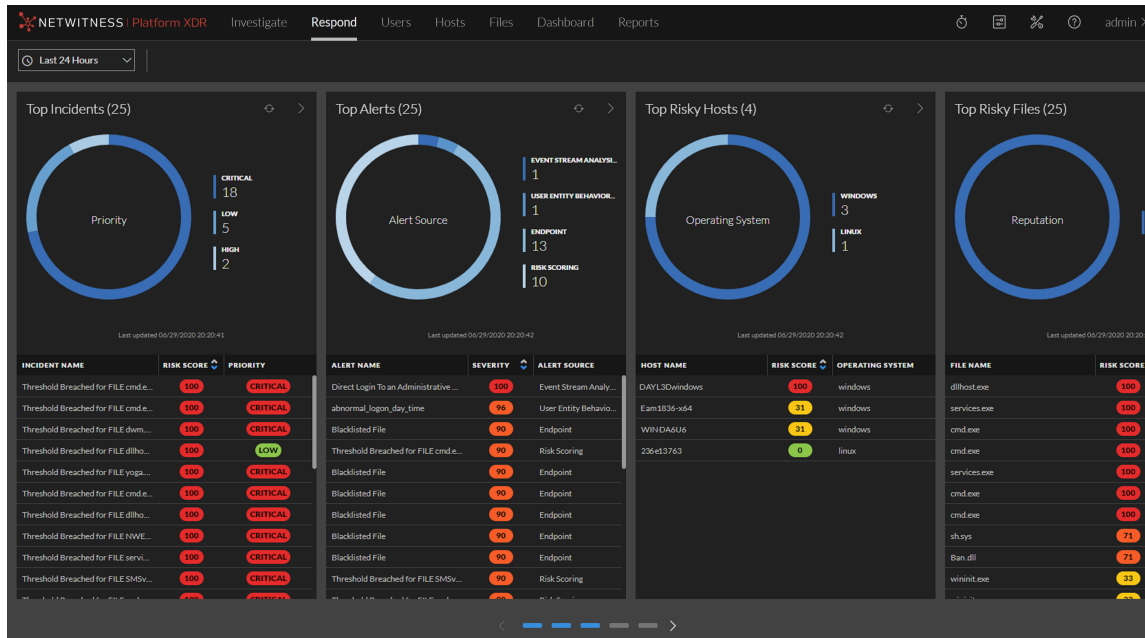 NETWITNESS | Platform XDR Investigate Respond Users Hosts Files Dashboard Reports admin
Last 24 Hours
Top Incidents (25)
Priority
CRITICAL
18
LOW
5
HIGH
2
Last updated 06/29/2020 20:20:41
INCIDENT NAME RISK SCORE PRIORITY
Threshold Breached for FILE cmd.e... 100 CRITICAL
Threshold Breached for FILE cmd.e... 100 CRITICAL
Threshold Breached for FILE dwm.... 100 CRITICAL
Threshold Breached for FILE dllho... 100 LOW
Threshold Breached for FILE yoga.... 100 CRITICAL
Threshold Breached for FILE cmd.e... 100 CRITICAL
Threshold Breached for FILE dllho... 100 CRITICAL
Threshold Breached for FILE NWE... 100 CRITICAL
Threshold Breached for FILE servi... 100 CRITICAL
Threshold Breached for FILE SMSv... 100 CRITICAL
Top Alerts (25)
Alert Source
EVENT STREAM ANALYSI...
1
USER ENTITY BEHAVIOR...
1
ENDPOINT
13
RISK SCORING
10
Last updated 06/29/2020 20:20:42
ALERT NAME SEVERITY ALERT SOURCE
Direct Login To an Administrative ... 100 Event Stream Analy...
abnormal_logon_day_time 96 User Entity Behavio...
Blacklisted File 90 Endpoint
Threshold Breached for FILE cmd.e... 90 Risk Scoring
Blacklisted File 90 Endpoint
Blacklisted File 90 Endpoint
Blacklisted File 90 Endpoint
Blacklisted File 90 Endpoint
Blacklisted File 90 Endpoint
Threshold Breached for FILE SMSv... 90 Risk Scoring
Top Risky Hosts (4)
Operating System
WINDOWS
3
LINUX
1
Last updated 06/29/2020 20:20:42
HOST NAME RISK SCORE OPERATING SYSTEM
DAYL3Dwindows 100 windows
Eam1836-x64 31 windows
WINDA6U6 31 windows
236e13763 0 linux
Top Risky Files (25)
Reputation
Last updated 06/29/2020 20:20:
FILE NAME RISK SCORE
dllhost.exe 100
services.exe 100
cmd.exe 100
cmd.exe 100
services.exe 100
cmd.exe 100
cmd.exe 100
sh.sys 71
Ban.dll 71
wininit.exe 33